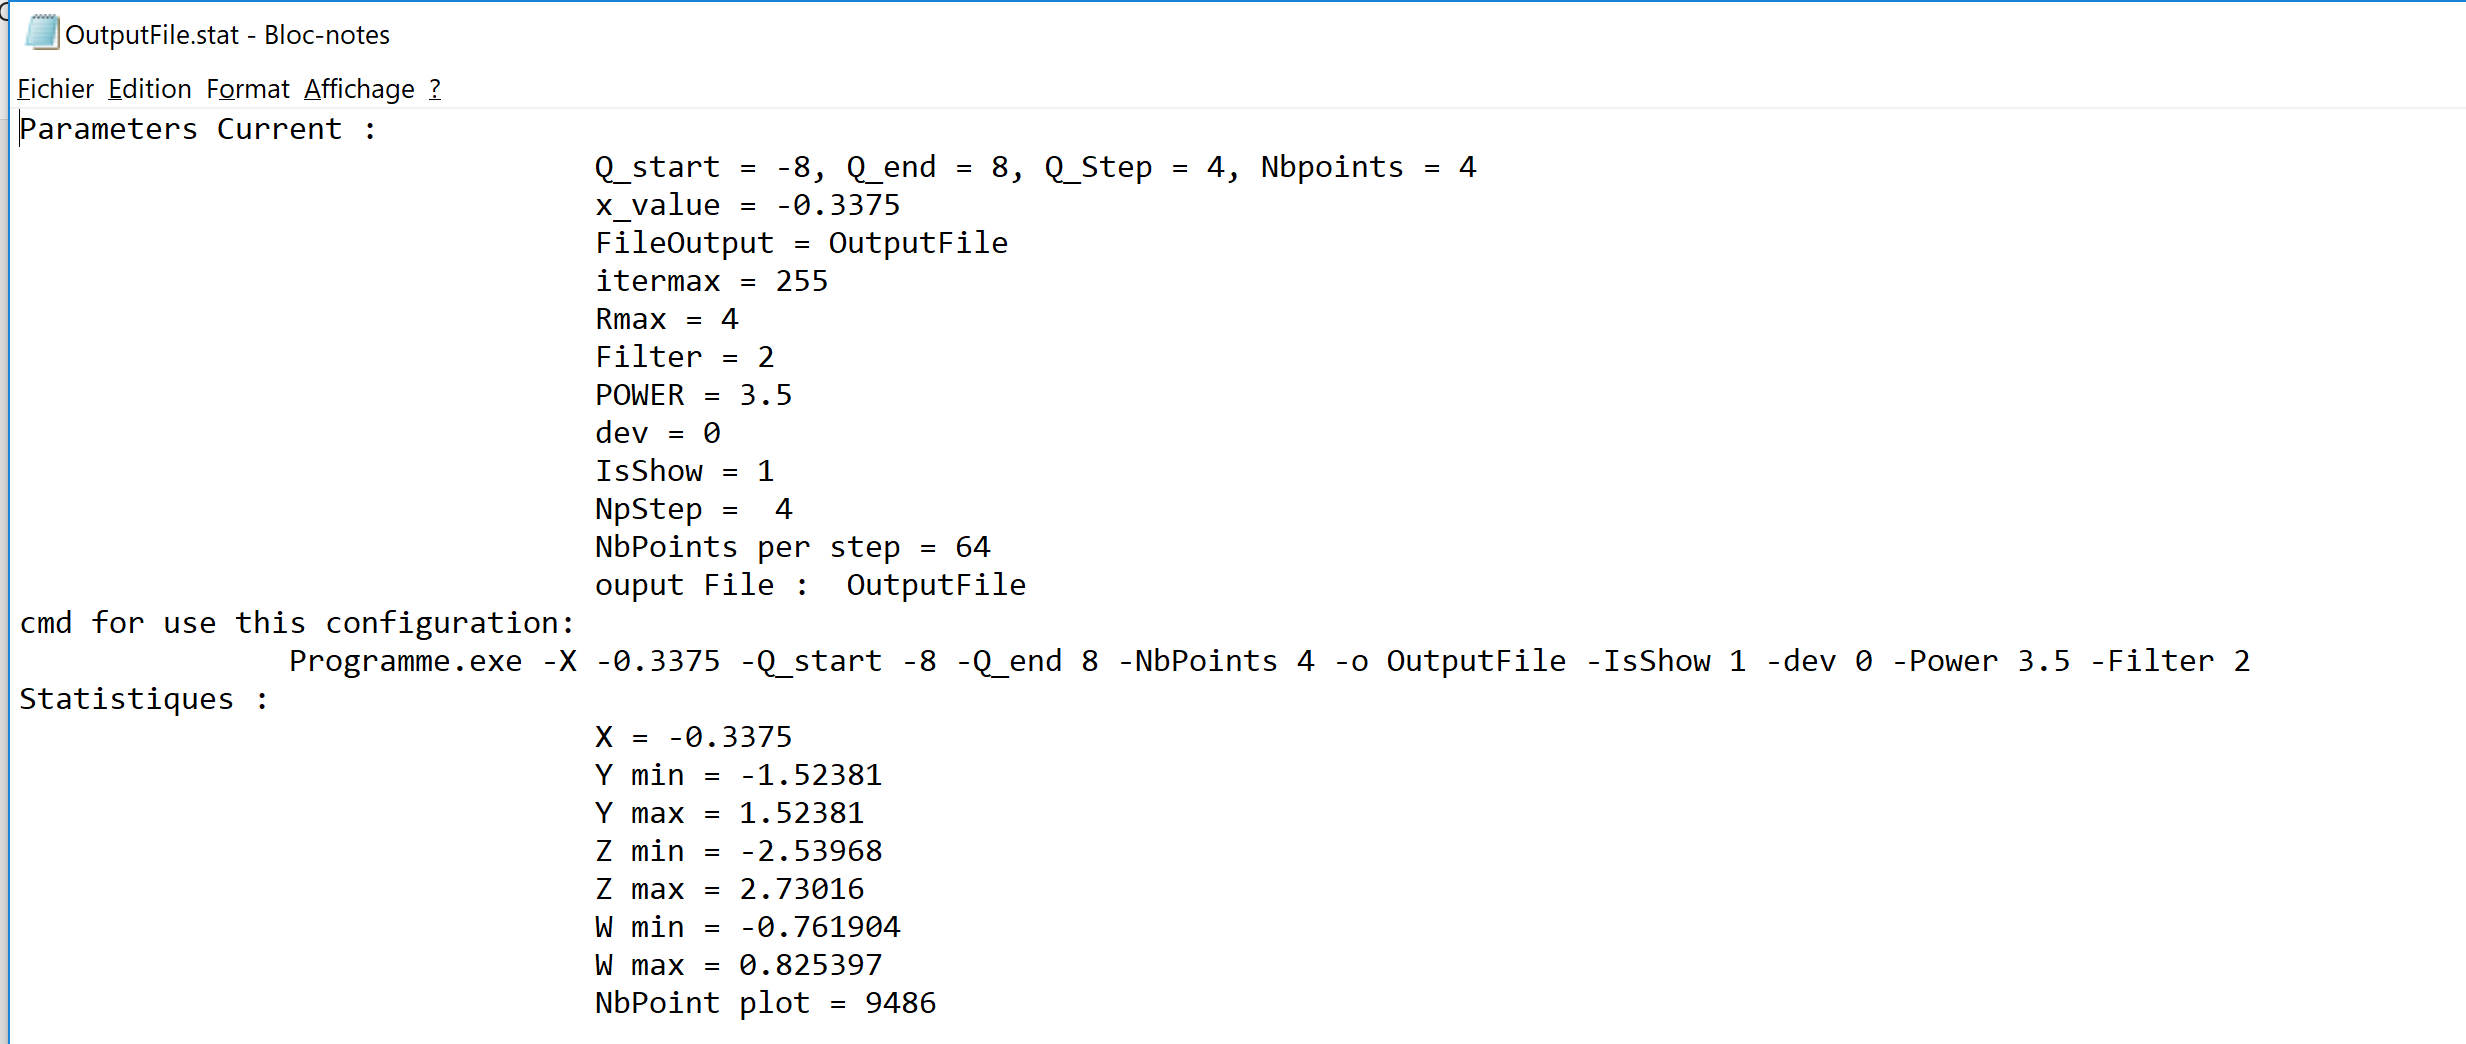 OutputFile.stat - Bloc-notes
Fichier Edition Format Affichage ?
Parameters Current :
Q_start = -8, Q_end = 8, Q_Step = 4, Nbpoints = 4
x_value = -0.3375
FileOutput = OutputFile
itermax = 255
Rmax = 4
Filter = 2
POWER = 3.5
dev = 0
IsShow = 1
NpStep =  4
NbPoints per step = 64
ouput File :  OutputFile
cmd for use this configuration:
Programme.exe -X -0.3375 -Q_start -8 -Q_end 8 -NbPoints 4 -o OutputFile -IsShow 1 -dev 0 -Power 3.5 -Filter 2
Statistiques :
X = -0.3375
Y min = -1.52381
Y max = 1.52381
Z min = -2.53968
Z max = 2.73016
W min = -0.761904
W max = 0.825397
NbPoint plot = 9486